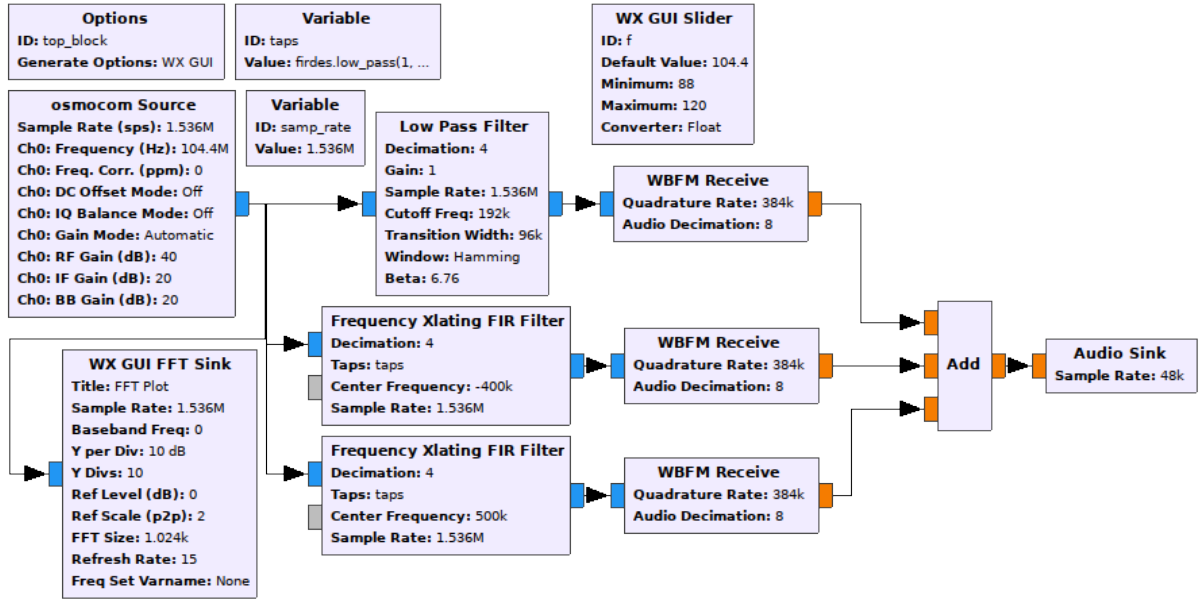 Options
ID: top_block
Generate Options: WX GUI
Variable
ID: taps
Value: firdes.low_pass(1, ...
WX GUI Slider
ID: f
Default Value: 104.4
Minimum: 88
Maximum: 120
Converter: Float
osmocom Source
Sample Rate (sps): 1.536M
Ch0: Frequency (Hz): 104.4M
Ch0: Freq. Corr. (ppm): 0
Ch0: DC Offset Mode: Off
Ch0: IQ Balance Mode: Off
Ch0: Gain Mode: Automatic
Ch0: RF Gain (dB): 40
Ch0: IF Gain (dB): 20
Ch0: BB Gain (dB): 20
Variable
ID: samp_rate
Value: 1.536M
Low Pass Filter
Decimation: 4
Gain: 1
Sample Rate: 1.536M
Cutoff Freq: 192k
Transition Width: 96k
Window: Hamming
Beta: 6.76
WBFM Receive
Quadrature Rate: 384k
Audio Decimation: 8
Frequency Xlating FIR Filter
Decimation: 4
Taps: taps
Center Frequency: -400k
Sample Rate: 1.536M
WBFM Receive
Quadrature Rate: 384k
Audio Decimation: 8
Add
Audio Sink
Sample Rate: 48k
WX GUI FFT Sink
Title: FFT Plot
Sample Rate: 1.536M
Baseband Freq: 0
Y per Div: 10 dB
Y Divs: 10
Ref Level (dB): 0
Ref Scale (p2p): 2
FFT Size: 1.024k
Refresh Rate: 15
Freq Set Varname: None
Frequency Xlating FIR Filter
Decimation: 4
Taps: taps
Center Frequency: 500k
Sample Rate: 1.536M
WBFM Receive
Quadrature Rate: 384k
Audio Decimation: 8